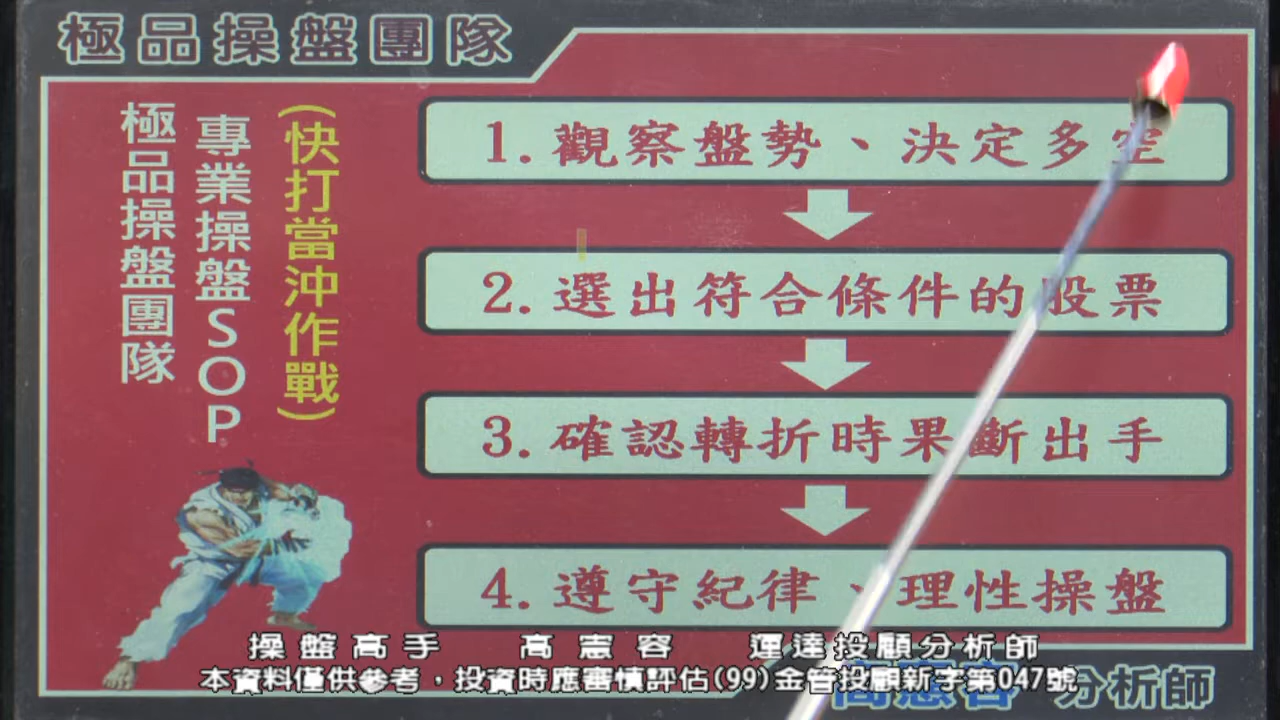 極品操盤團隊
(快打當沖作戰)
專業操盤SOP
極品操盤團隊
1.觀察盤勢、決定多空
2.選出符合條件的股票
3.確認轉折時果斷出手
4.遵守紀律、理性操盤
操盤高手 高憲容 運達投顧分析師
本資料僅供參考，投資時應審慎評估(99)金管投顧新字第047號
高憲容 分析師